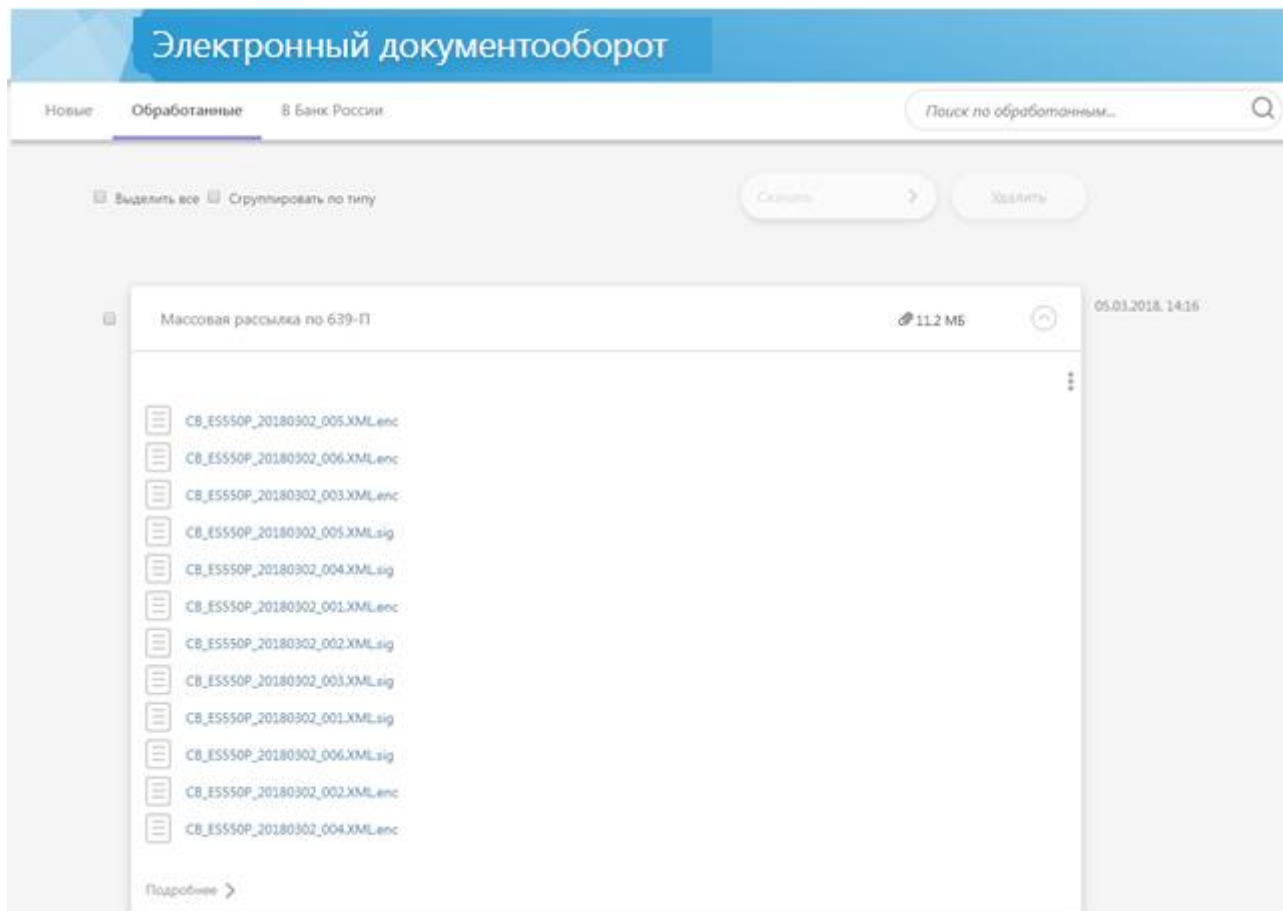 Электронный документооборот
Новые Обработанные В Банк России Поиск по обработанным...
Выделить все Сгруппировать по типу Скачать Удалить
Массовая рассылка по 639-П 11.2 МБ 05.03.2018, 14:16
CB_ES550P_20180302_005.XML.enc
CB_ES550P_20180302_006.XML.enc
CB_ES550P_20180302_003.XML.enc
CB_ES550P_20180302_005.XML.sig
CB_ES550P_20180302_004.XML.sig
CB_ES550P_20180302_001.XML.enc
CB_ES550P_20180302_002.XML.sig
CB_ES550P_20180302_003.XML.sig
CB_ES550P_20180302_001.XML.sig
CB_ES550P_20180302_006.XML.sig
CB_ES550P_20180302_002.XML.enc
CB_ES550P_20180302_004.XML.enc
Подробнее